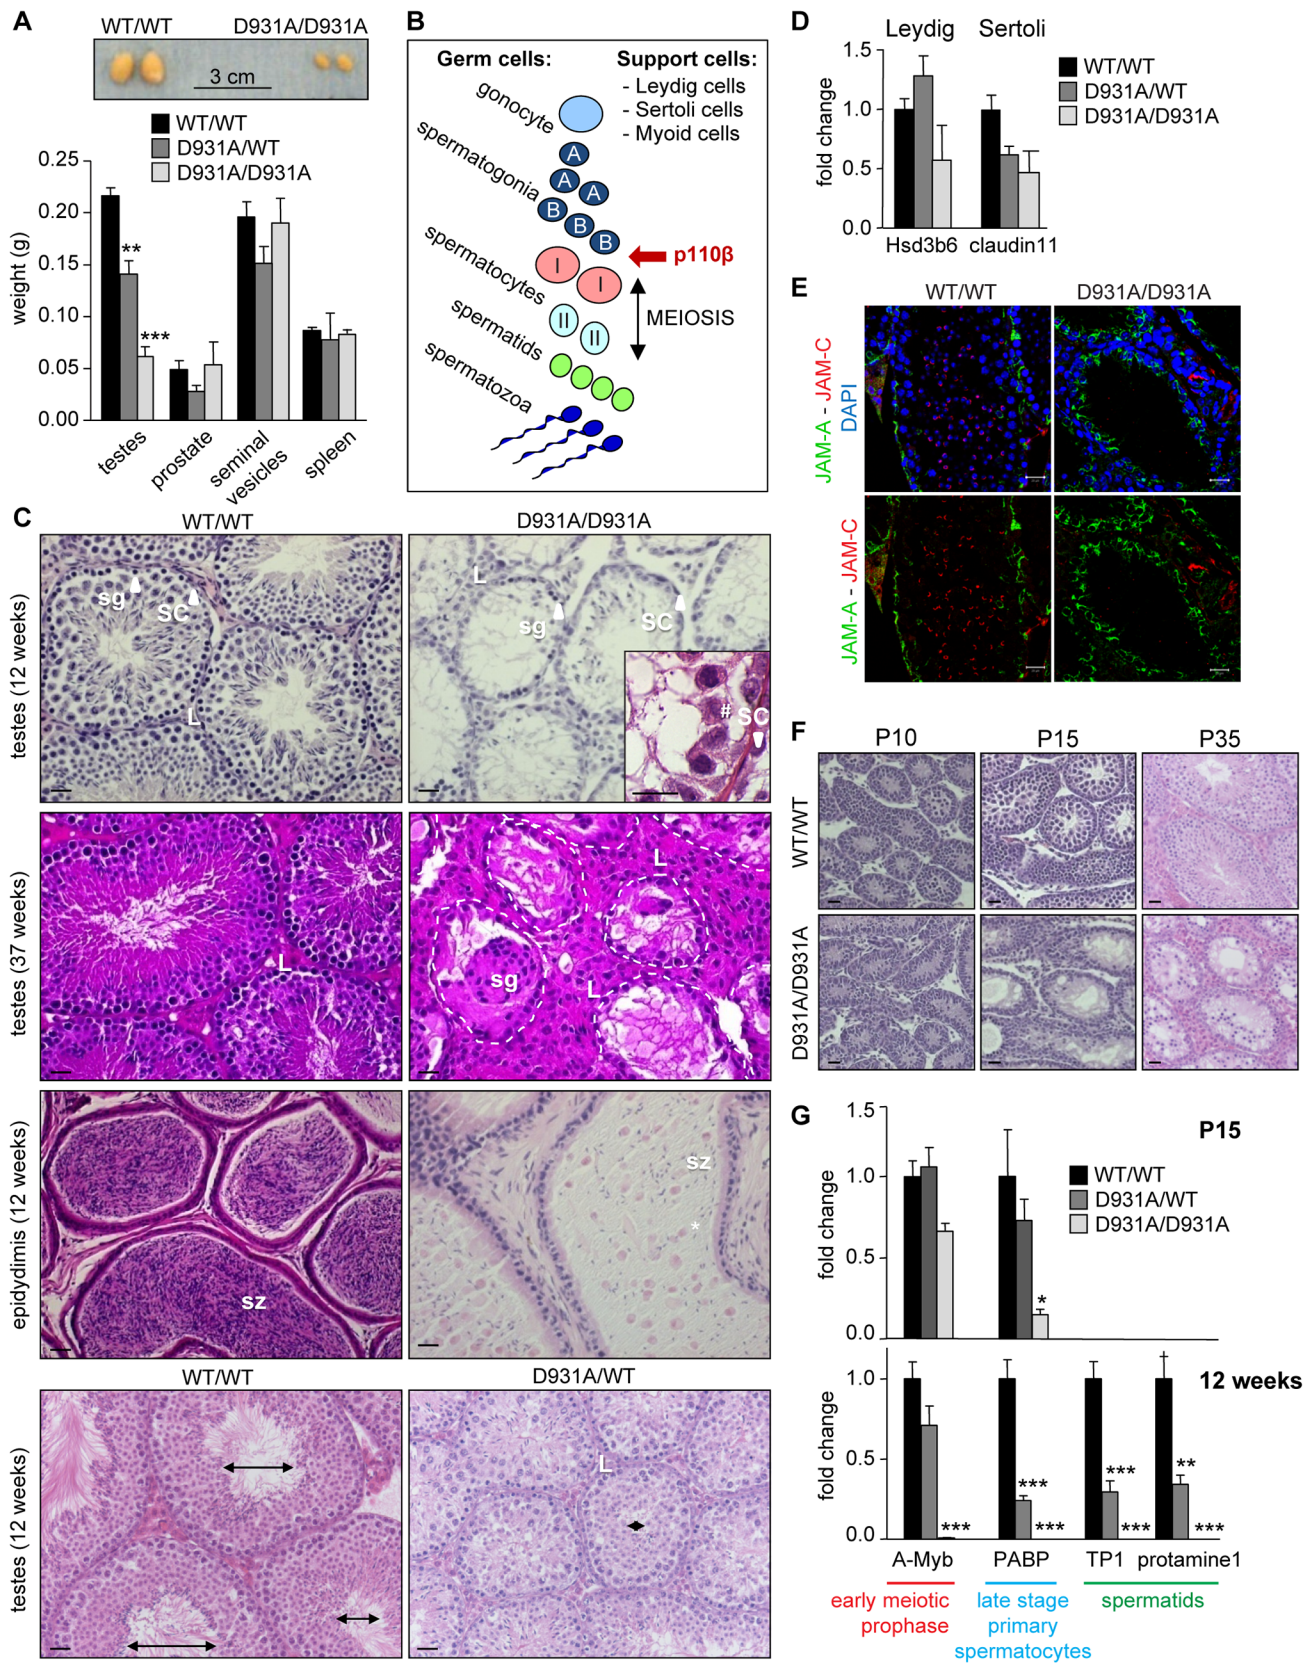 A
WT/WT
D931A/D931A
3 cm
WT/WT
D931A/WT
D931A/D931A
weight (g)
0.25
0.20
0.15
0.10
0.05
0.00
**
***
testes
prostate
seminal
vesicles
spleen
B
Germ cells:
Support cells:
- Leydig cells
- Sertoli cells
- Myoid cells
gonocyte
spermatogonia
spermatocytes
spermatids
spermatozoa
A
A
A
B
B
B
I
I
II
II
p110β
MEIOSIS
C
WT/WT
D931A/D931A
testes (12 weeks)
sg
SC
L
L
sg
SC
#
SC
testes (37 weeks)
L
L
sg
L
epidydimis (12 weeks)
sz
sz
*
WT/WT
D931A/WT
testes (12 weeks)
L
D
Leydig
Sertoli
fold change
1.5
1.0
0.5
0.0
Hsd3b6
claudin11
WT/WT
D931A/WT
D931A/D931A
E
WT/WT
D931A/D931A
JAM-A - JAM-C
DAPI
JAM-A - JAM-C
F
P10
P15
P35
WT/WT
D931A/D931A
G
P15
fold change
1.5
1.0
0.5
0.0
*
WT/WT
D931A/WT
D931A/D931A
12 weeks
fold change
1.0
0.5
0.0
***
***
***
***
***
**
***
A-Myb
PABP
TP1
protamine1
early meiotic
prophase
late stage
primary
spermatocytes
spermatids